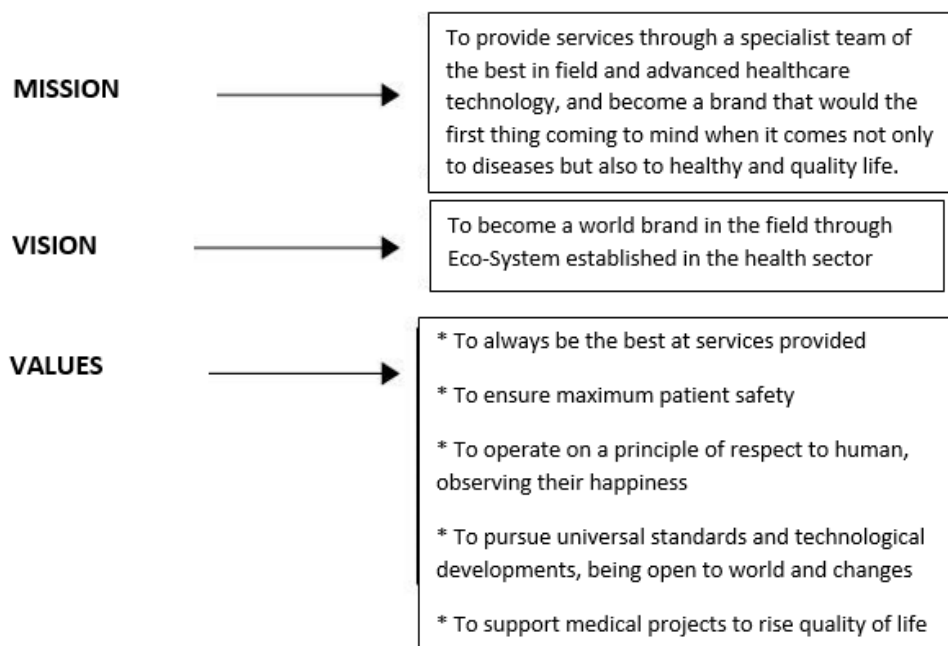 MISSION
To provide services through a specialist team of
the best in field and advanced healthcare
technology, and become a brand that would the
first thing coming to mind when it comes not only
to diseases but also to healthy and quality life.
VISION
To become a world brand in the field through
Eco-System established in the health sector
VALUES
* To always be the best at services provided
* To ensure maximum patient safety
* To operate on a principle of respect to human,
observing their happiness
* To pursue universal standards and technological
developments, being open to world and changes
* To support medical projects to rise quality of life